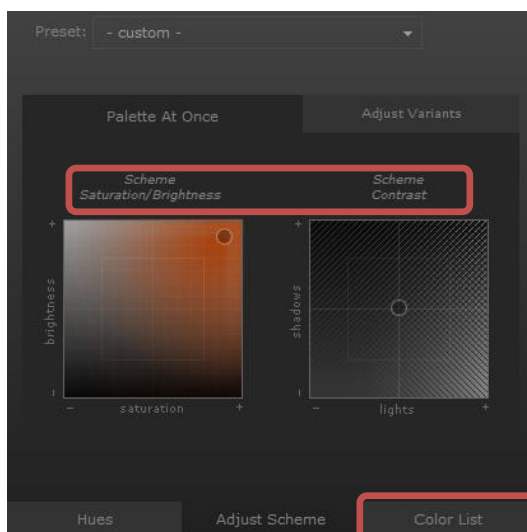 Preset: - custom -
Palette At Once Adjust Variants
Scheme
Saturation/Brightness
Scheme
Contrast
+
brightness
-
- saturation +
+
shadows
-
- lights +
Hues Adjust Scheme Color List